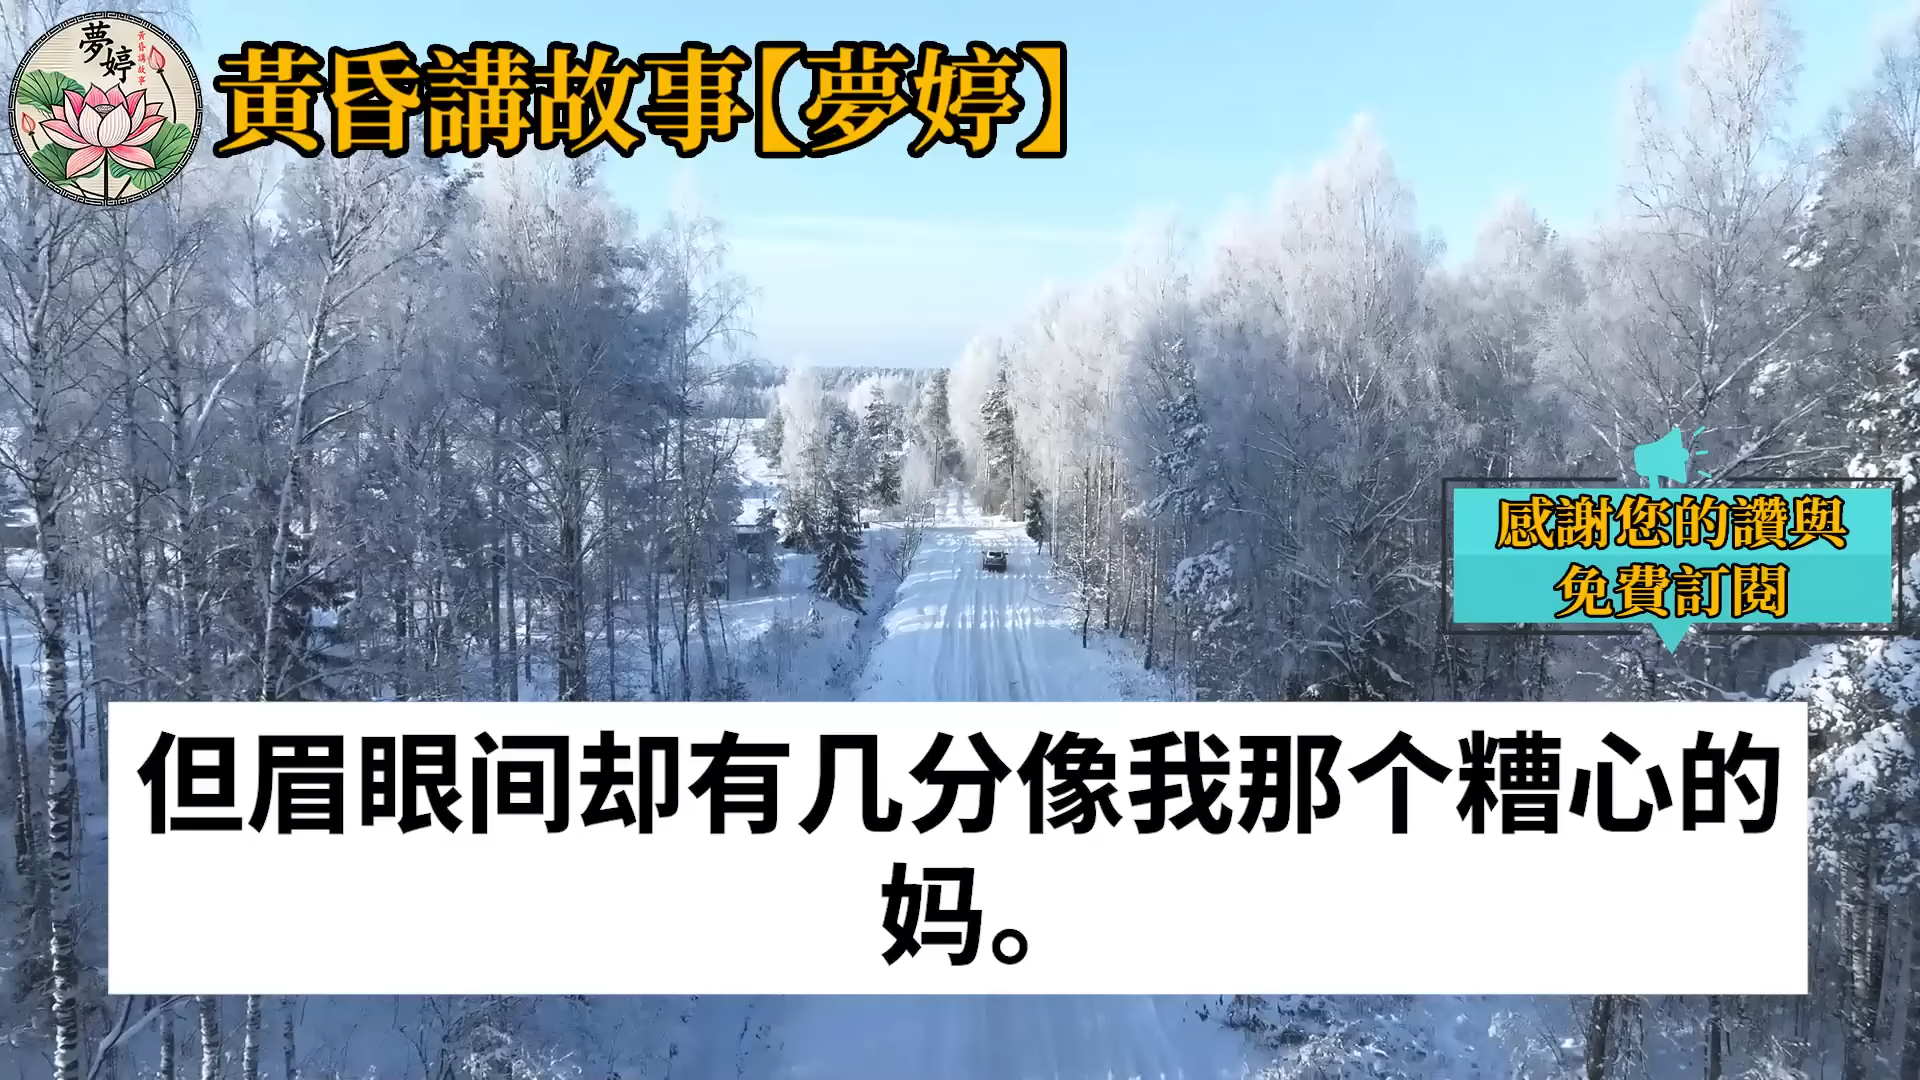 夢婷
黃昏講故事
黃昏講故事【夢婷】
感謝您的讚與
免費訂閱
但眉眼间却有几分像我那个糟心的
妈。